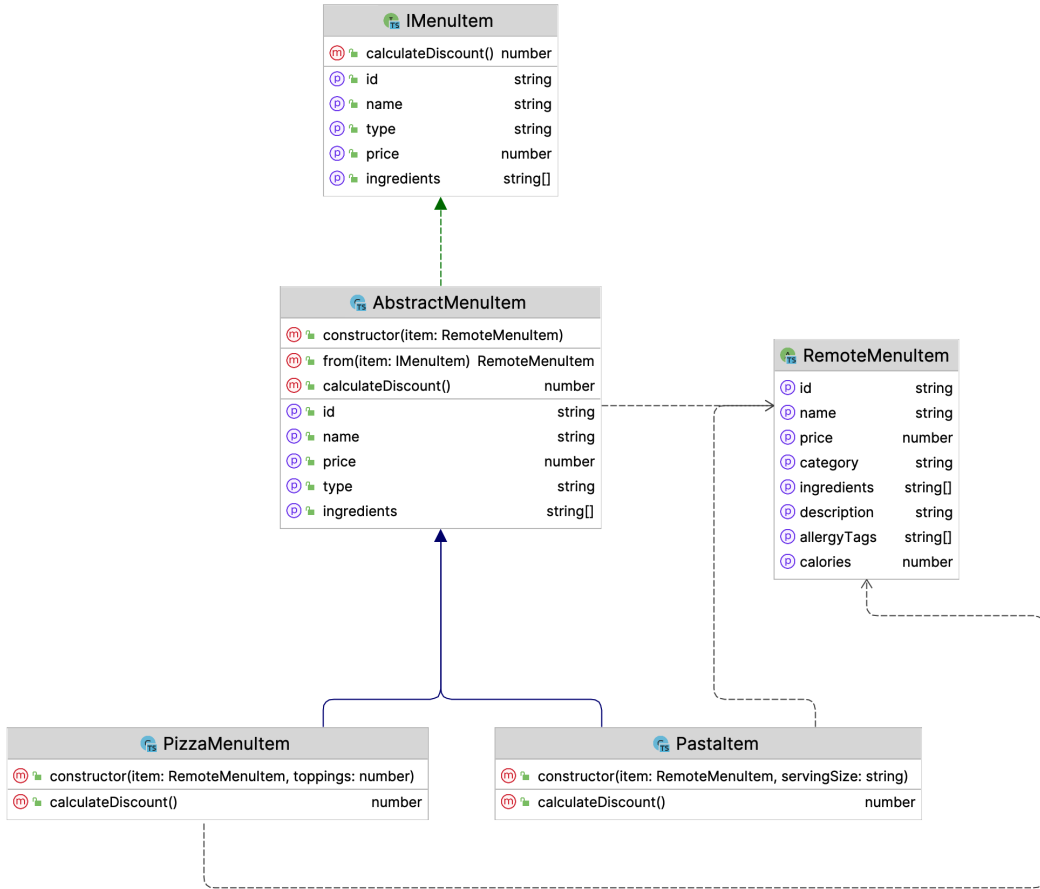 IMenuItem
calculateDiscount() number
id string
name string
type string
price number
ingredients string[]
AbstractMenuItem
constructor(item: RemoteMenuItem)
from(item: IMenuItem) RemoteMenuItem
calculateDiscount() number
id string
name string
price number
type string
ingredients string[]
RemoteMenuItem
id string
name string
price number
category string
ingredients string[]
description string
allergyTags string[]
calories number
PizzaMenuItem
constructor(item: RemoteMenuItem, toppings: number)
calculateDiscount() number
PastaItem
constructor(item: RemoteMenuItem, servingSize: string)
calculateDiscount() number